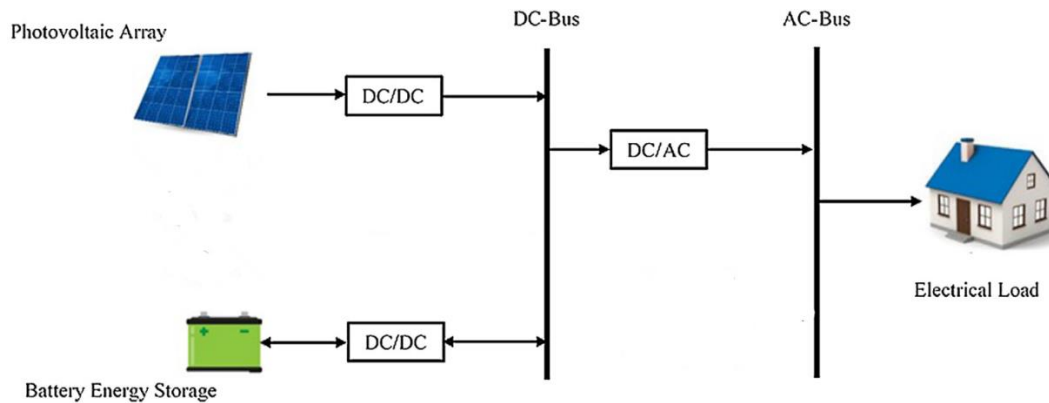 DC-Bus
AC-Bus
Photovoltaic Array
DC/DC
DC/AC
Electrical Load
DC/DC
Battery Energy Storage